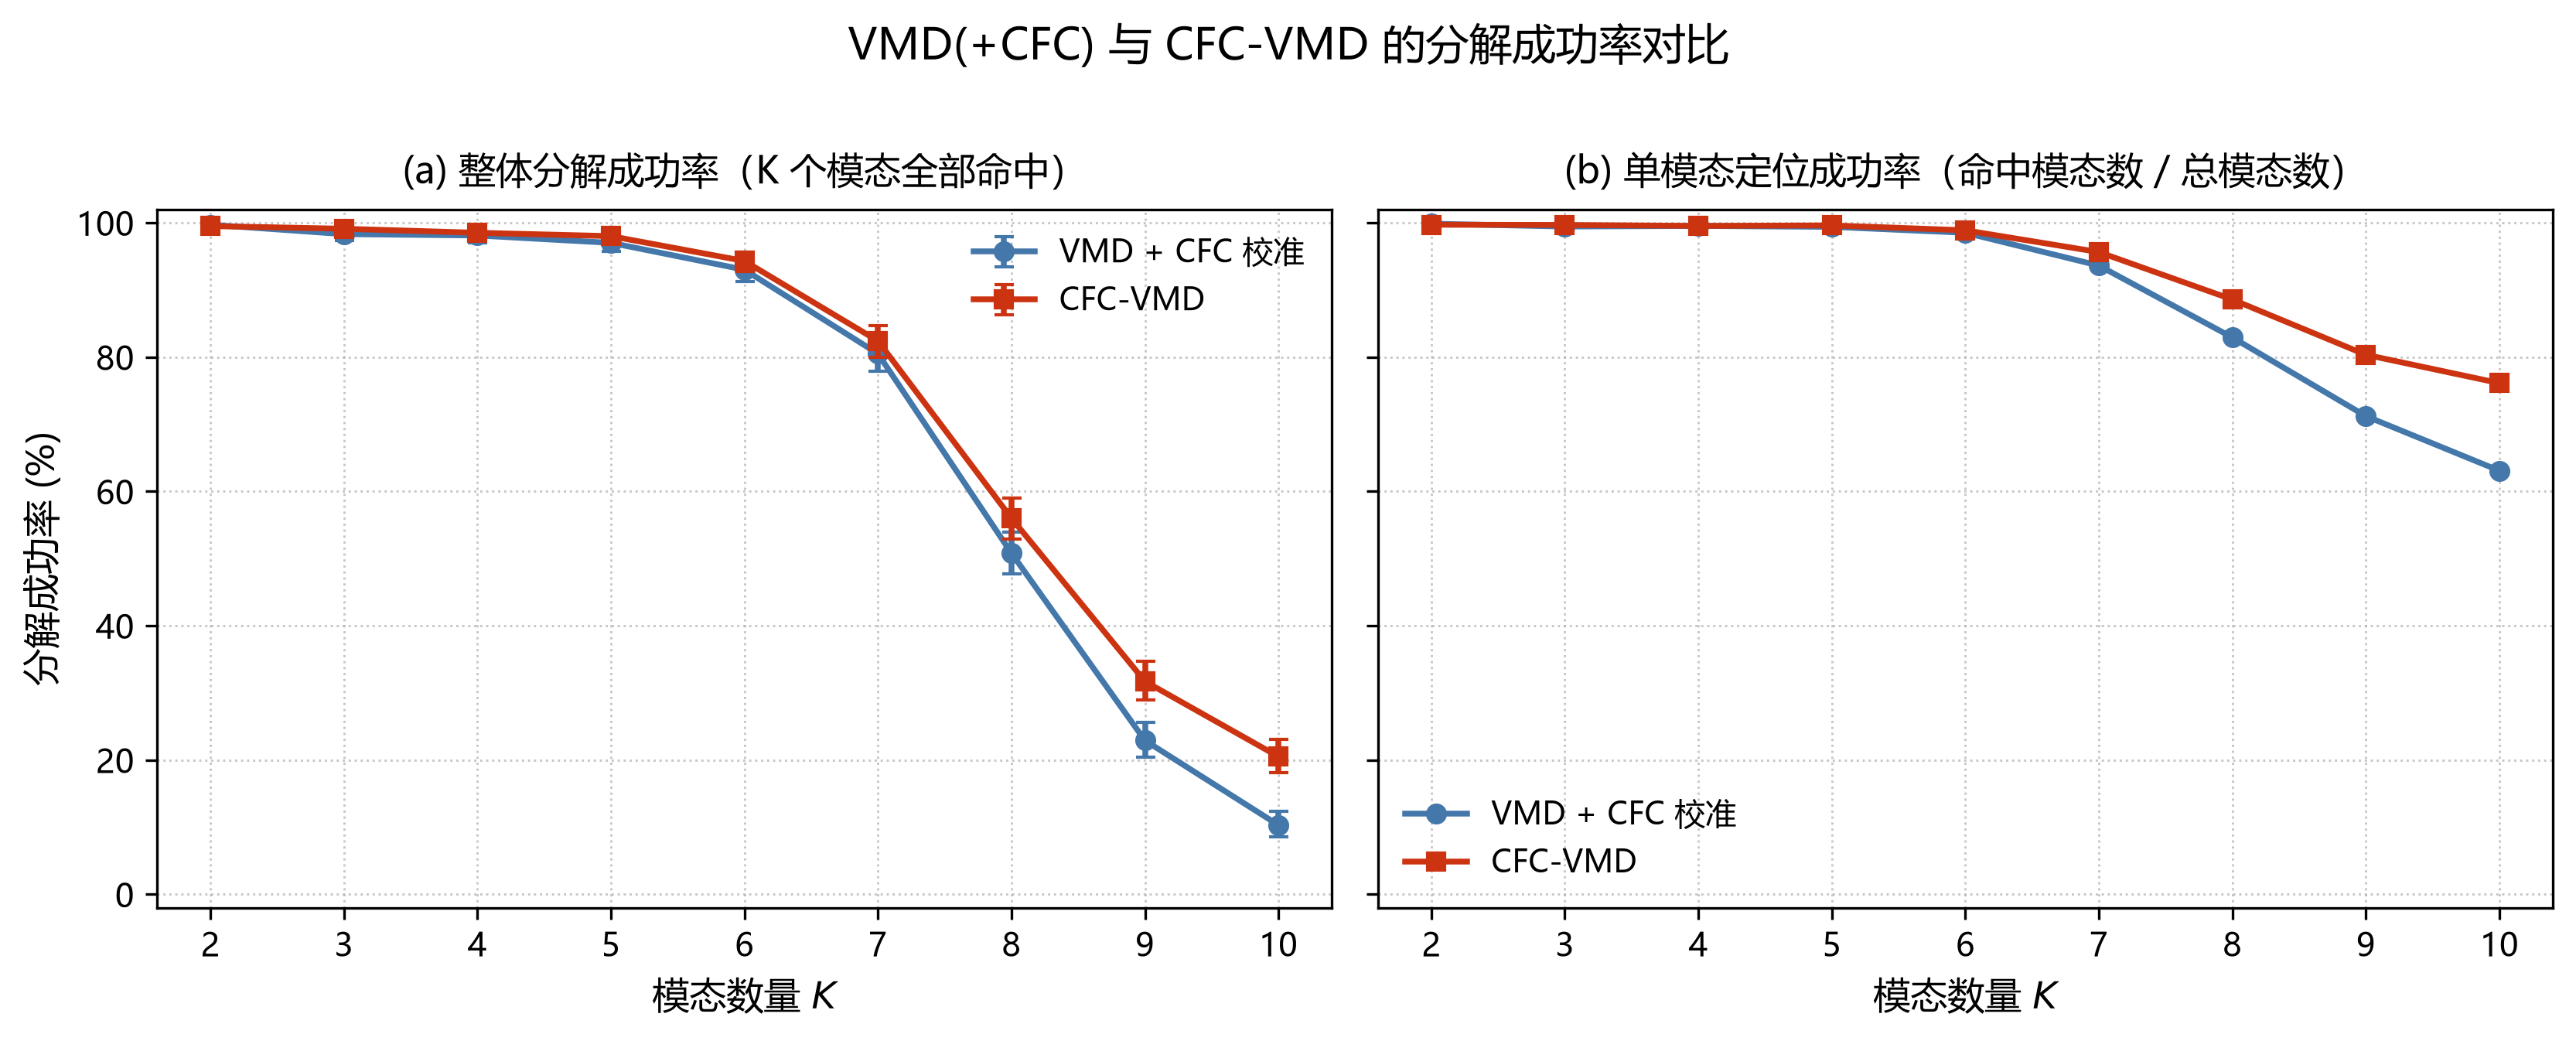 VMD(+CFC) 与 CFC-VMD 的分解成功率对比
(a) 整体分解成功率（K 个模态全部命中）
分解成功率 (%)
100
80
60
40
20
0
VMD + CFC 校准
CFC-VMD
2 3 4 5 6 7 8 9 10
模态数量 K
(b) 单模态定位成功率（命中模态数 / 总模态数）
VMD + CFC 校准
CFC-VMD
2 3 4 5 6 7 8 9 10
模态数量 K